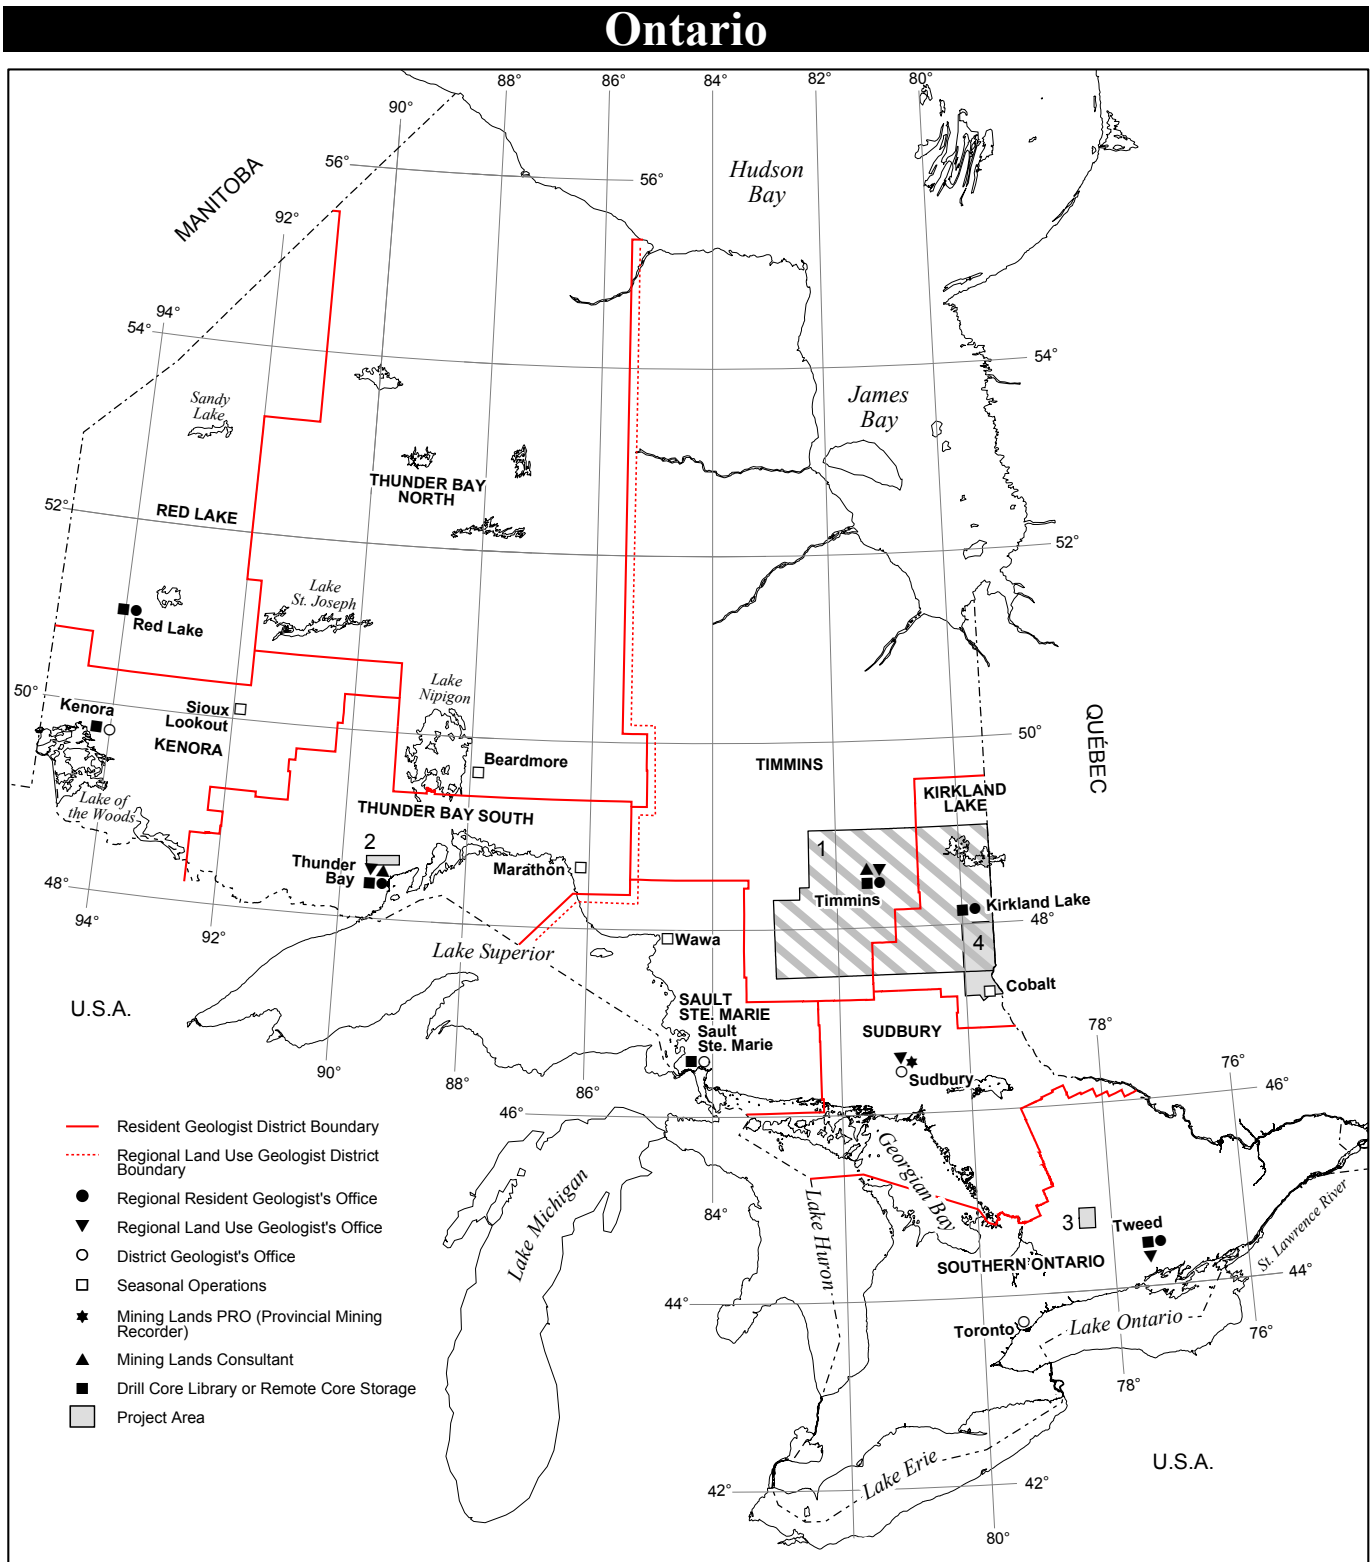 Ontario
88°
86°
84°
82°
80°
90°
56°
56°
Hudson
Bay
MANITOBA
92°
94°
54°
54°
James
Bay
Sandy
Lake
THUNDER BAY
NORTH
52°
RED LAKE
52°
Lake
St. Joseph
Red Lake
50°
Lake
Nipigon
Kenora
Sioux
Lookout
KENORA
50°
QUÉBEC
Beardmore
TIMMINS
KIRKLAND
LAKE
Lake of
the Woods
THUNDER BAY SOUTH
2
1
Thunder
Bay
Marathon
48°
Timmins
Kirkland Lake
48°
94°
92°
Wawa
4
Lake Superior
Cobalt
U.S.A.
SAULT
STE. MARIE
Sault
Ste. Marie
SUDBURY
78°
76°
90°
88°
86°
Sudbury
46°
46°
Georgian Bay
Lake Michigan
Lake Huron
84°
3
Tweed
St. Lawrence River
SOUTHERN ONTARIO
44°
44°
Toronto
Lake Ontario
76°
78°
Lake Erie
U.S.A.
42°
42°
80°
Resident Geologist District Boundary
Regional Land Use Geologist District
Boundary
Regional Resident Geologist's Office
Regional Land Use Geologist's Office
District Geologist's Office
Seasonal Operations
Mining Lands PRO (Provincial Mining
Recorder)
Mining Lands Consultant
Drill Core Library or Remote Core Storage
Project Area